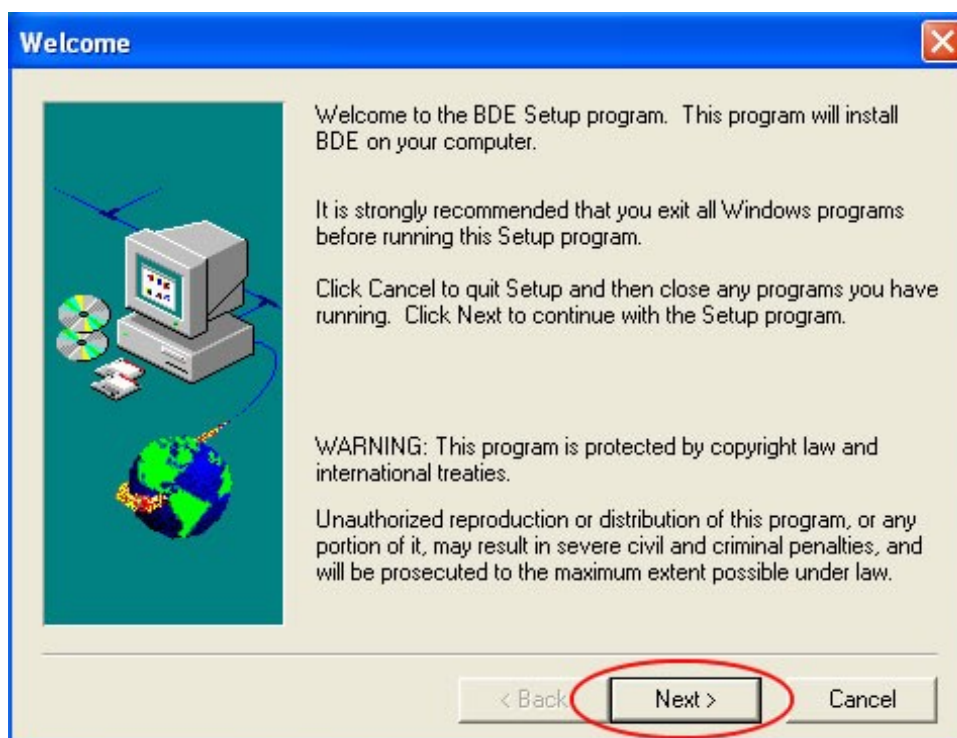 Welcome
Welcome to the BDE Setup program. This program will install
BDE on your computer.
It is strongly recommended that you exit all Windows programs
before running this Setup program.
Click Cancel to quit Setup and then close any programs you have
running. Click Next to continue with the Setup program.
WARNING: This program is protected by copyright law and
international treaties.
Unauthorized reproduction or distribution of this program, or any
portion of it, may result in severe civil and criminal penalties, and
will be prosecuted to the maximum extent possible under law.
< Back Next > Cancel